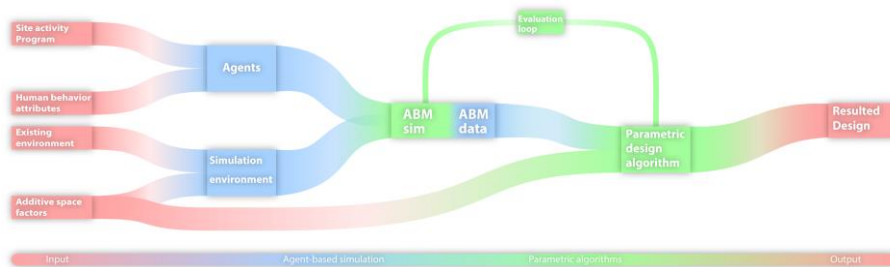 Site activity
Program
Human behavior
attributes
Existing
environment
Additive space
factors
Agents
Simulation
environment
ABM
sim
ABM
data
Evaluation
loop
Parametric
design
algorithm
Resulted
Design
Input
Agent-based simulation
Parametric algorithms
Output